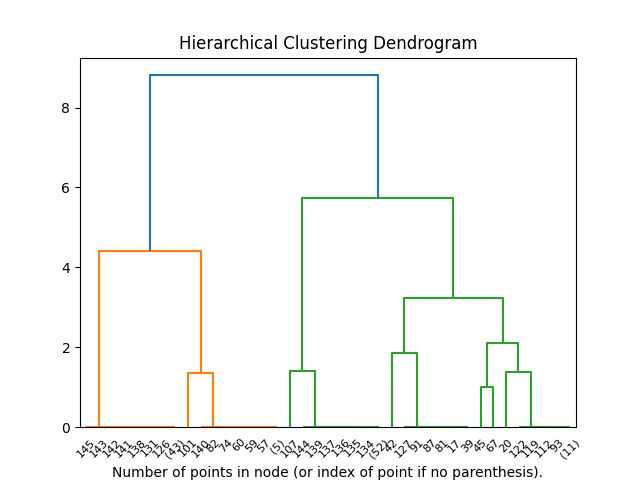 Hierarchical Clustering Dendrogram
8
6
4
2
0
145 143 142 141 138 131 126 (43) 101 140 82 74 60 59 57 (5) 107 144 139 137 136 135 134 (52) 42 127 91 87 81 17 39 45 67 20 122 119 112 93 (11)
Number of points in node (or index of point if no parenthesis).